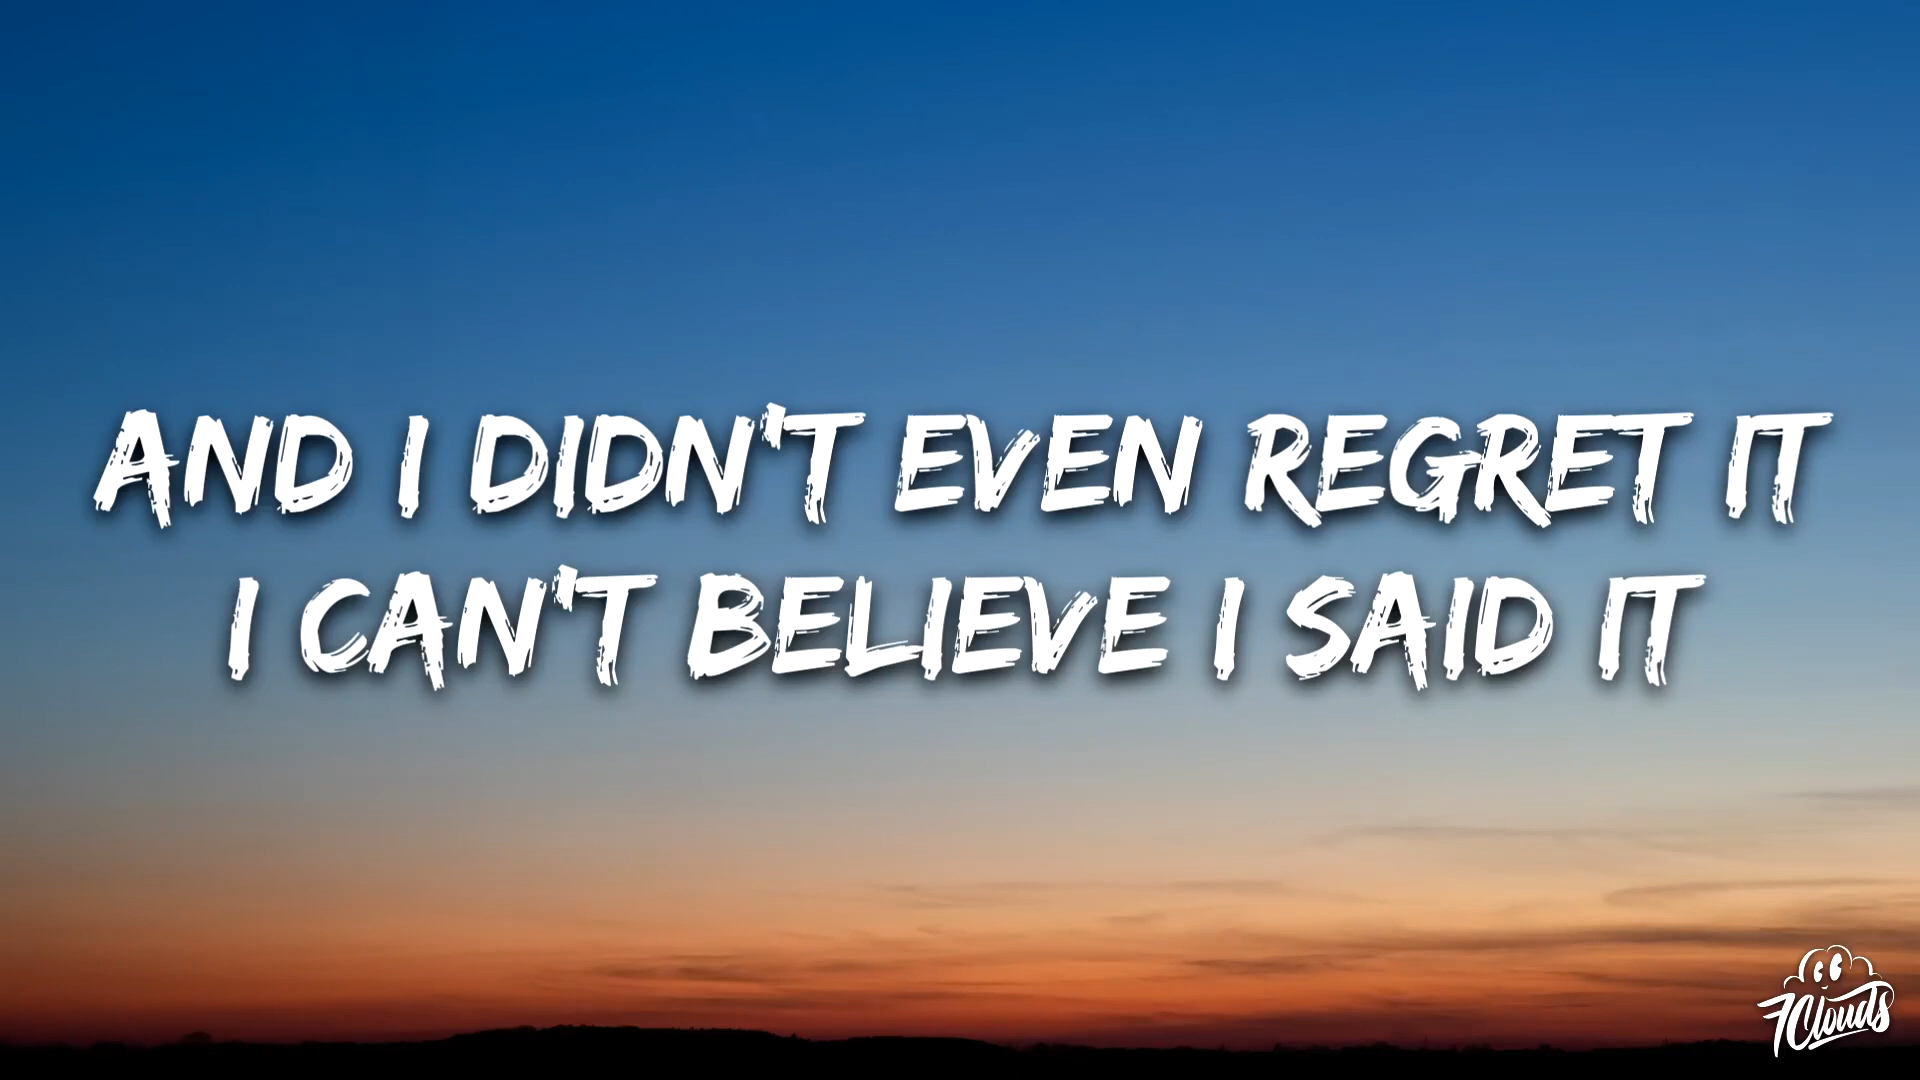 AND I DIDN'T EVEN REGRET IT
I CAN'T BELIEVE I SAID IT
7Clouds